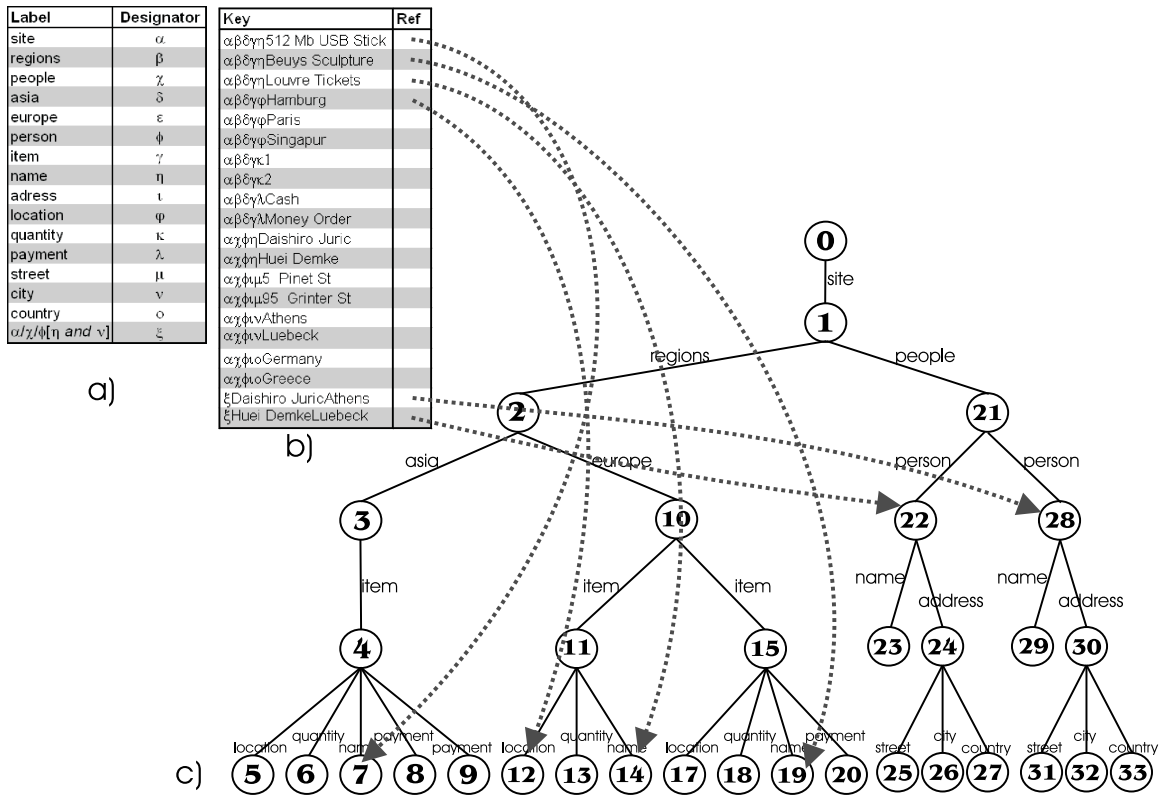 Label Designator
site α
regions β
people χ
asia δ
europe ε
person ϕ
item γ
name η
adress ι
location φ
quantity κ
payment λ
street μ
city ν
country ο
α/χ/ϕ[η and ν] ξ
a)
Key Ref
αβδγη512 Mb USB Stick
αβδγηBeuys Sculpture
αβδγηLouvre Tickets
αβδγφHamburg
αβδγφParis
αβδγφSingapur
αβδγκ1
αβδγκ2
αβδγλCash
αβδγλMoney Order
αχϕηDaishiro Juric
αχϕηHuei Demke
αχϕιμ5 Pinet St
αχϕιμ95 Grinter St
αχϕινAthens
αχϕινLuebeck
αχϕιοGermany
αχϕιοGreece
ξDaishiro JuricAthens
ξHuei DemkeLuebeck
b)
0
site
1
regions people
2 21
asia europe person person
3 10 22 28
item item item name address name address
4 11 15 23 24 29 30
location quantity name payment payment location quantity name location quantity name payment street city country street city country
c) 5 6 7 8 9 12 13 14 17 18 19 20 25 26 27 31 32 33